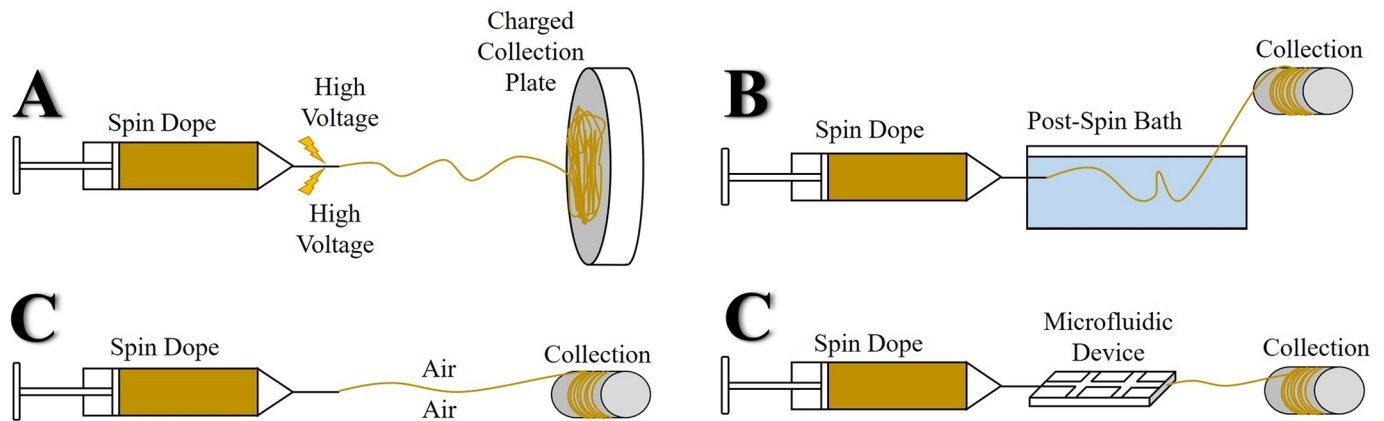 A
Spin Dope
High
Voltage
High
Voltage
Charged
Collection
Plate
B
Spin Dope
Post-Spin Bath
Collection
C
Spin Dope
Air
Air
Collection
C
Spin Dope
Microfluidic
Device
Collection